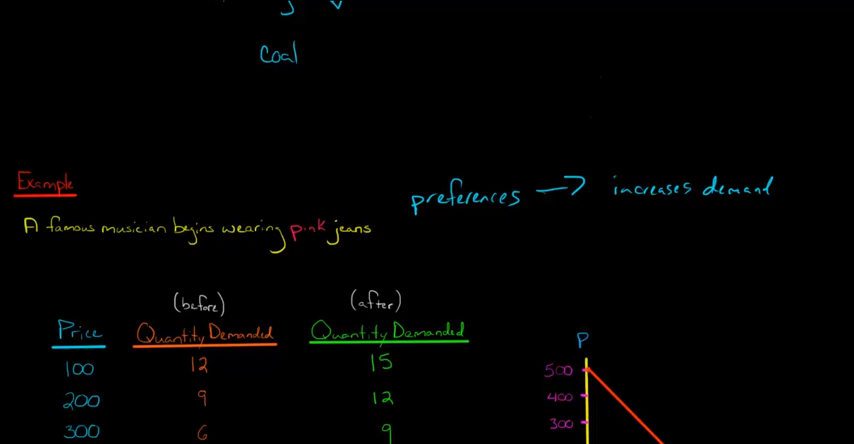 coal
Example
preferences → increases demand
A famous musician begins wearing pink jeans
(before) (after)
Price Quantity Demanded Quantity Demanded
100 12 15
200 9 12
300 6 9
P
500
400
300